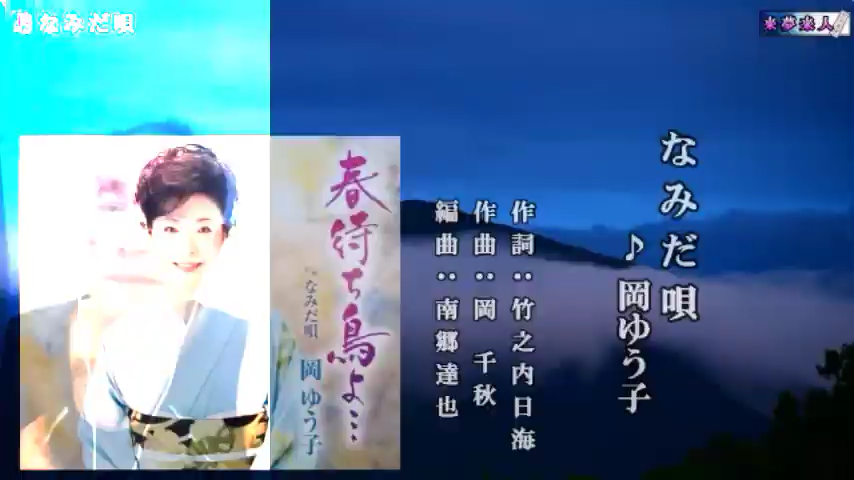 なみだ唄
来夢来人
なみだ唄
♪岡ゆう子
作詞:竹之内日海
作曲:岡 千秋
編曲:南郷達也
春待ち鳥よ…
なみだ唄
岡ゆう子